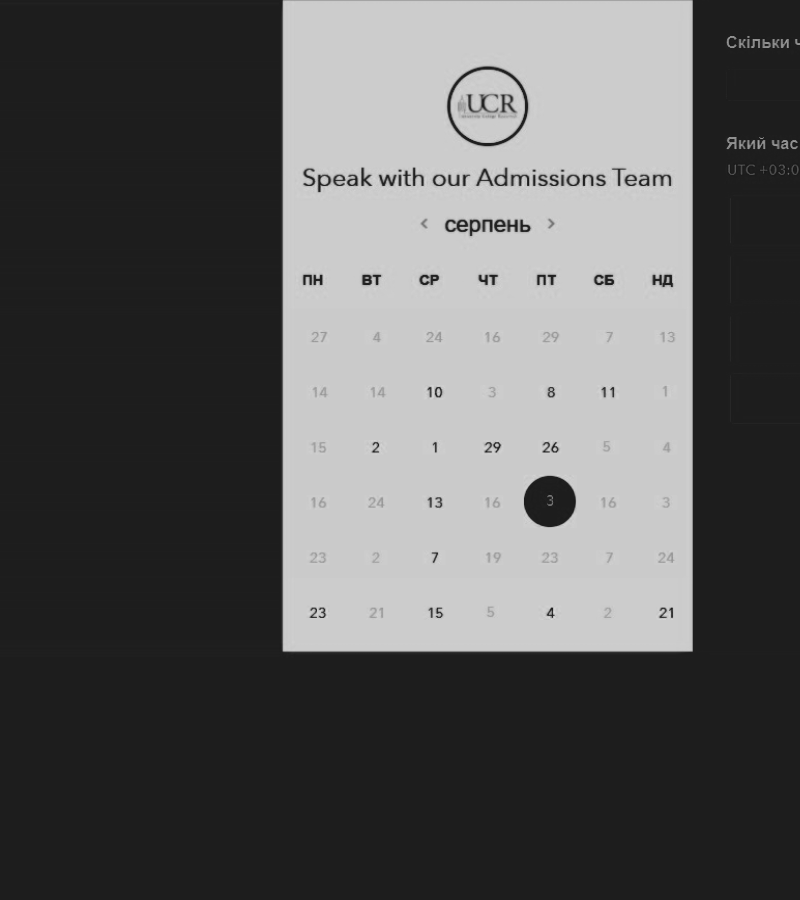 UCR
Speak with our Admissions Team
< серпень >
ПН ВТ СР ЧТ ПТ СБ НД
27 4 24 16 29 7 13
14 14 10 3 8 11 1
15 2 1 29 26 5 4
16 24 13 16 3 16 3
23 2 7 19 23 7 24
23 21 15 5 4 2 21
Скільки ч
Який час
UTC +03:0